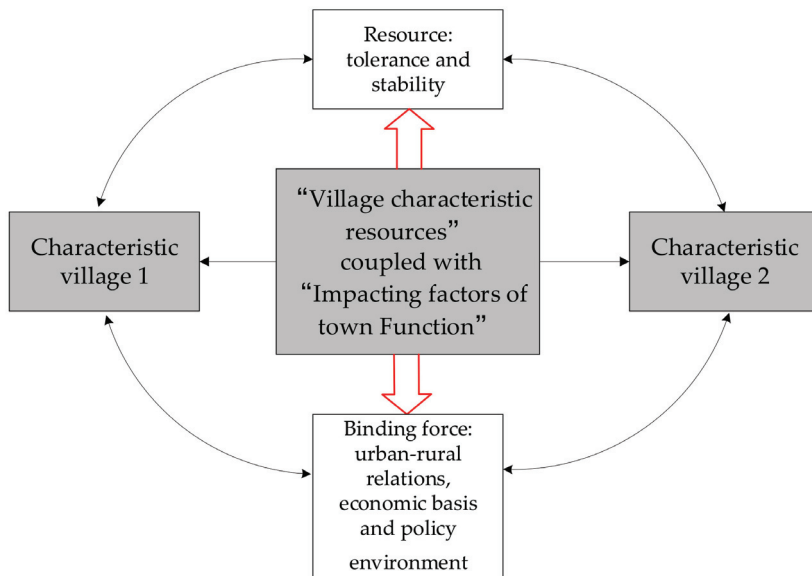 Resource:
tolerance and
stability
“Village characteristic
resources”
coupled with
“Impacting factors of
town Function”
Characteristic
village 1
Characteristic
village 2
Binding force:
urban-rural
relations,
economic basis
and policy
environment